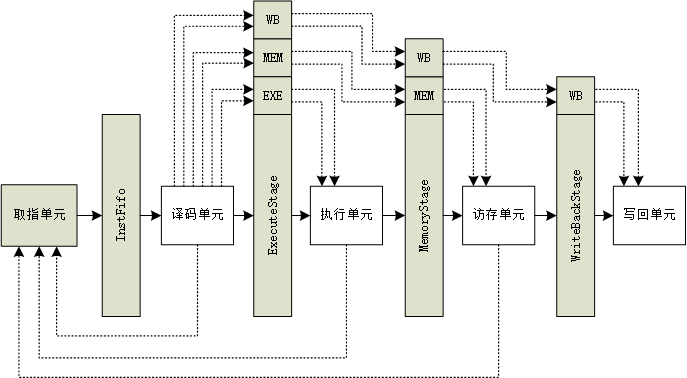 WB
MEM
WB
EXE
MEM
WB
取指单元
InstFifo
译码单元
ExecuteStage
执行单元
MemoryStage
访存单元
WriteBackStage
写回单元